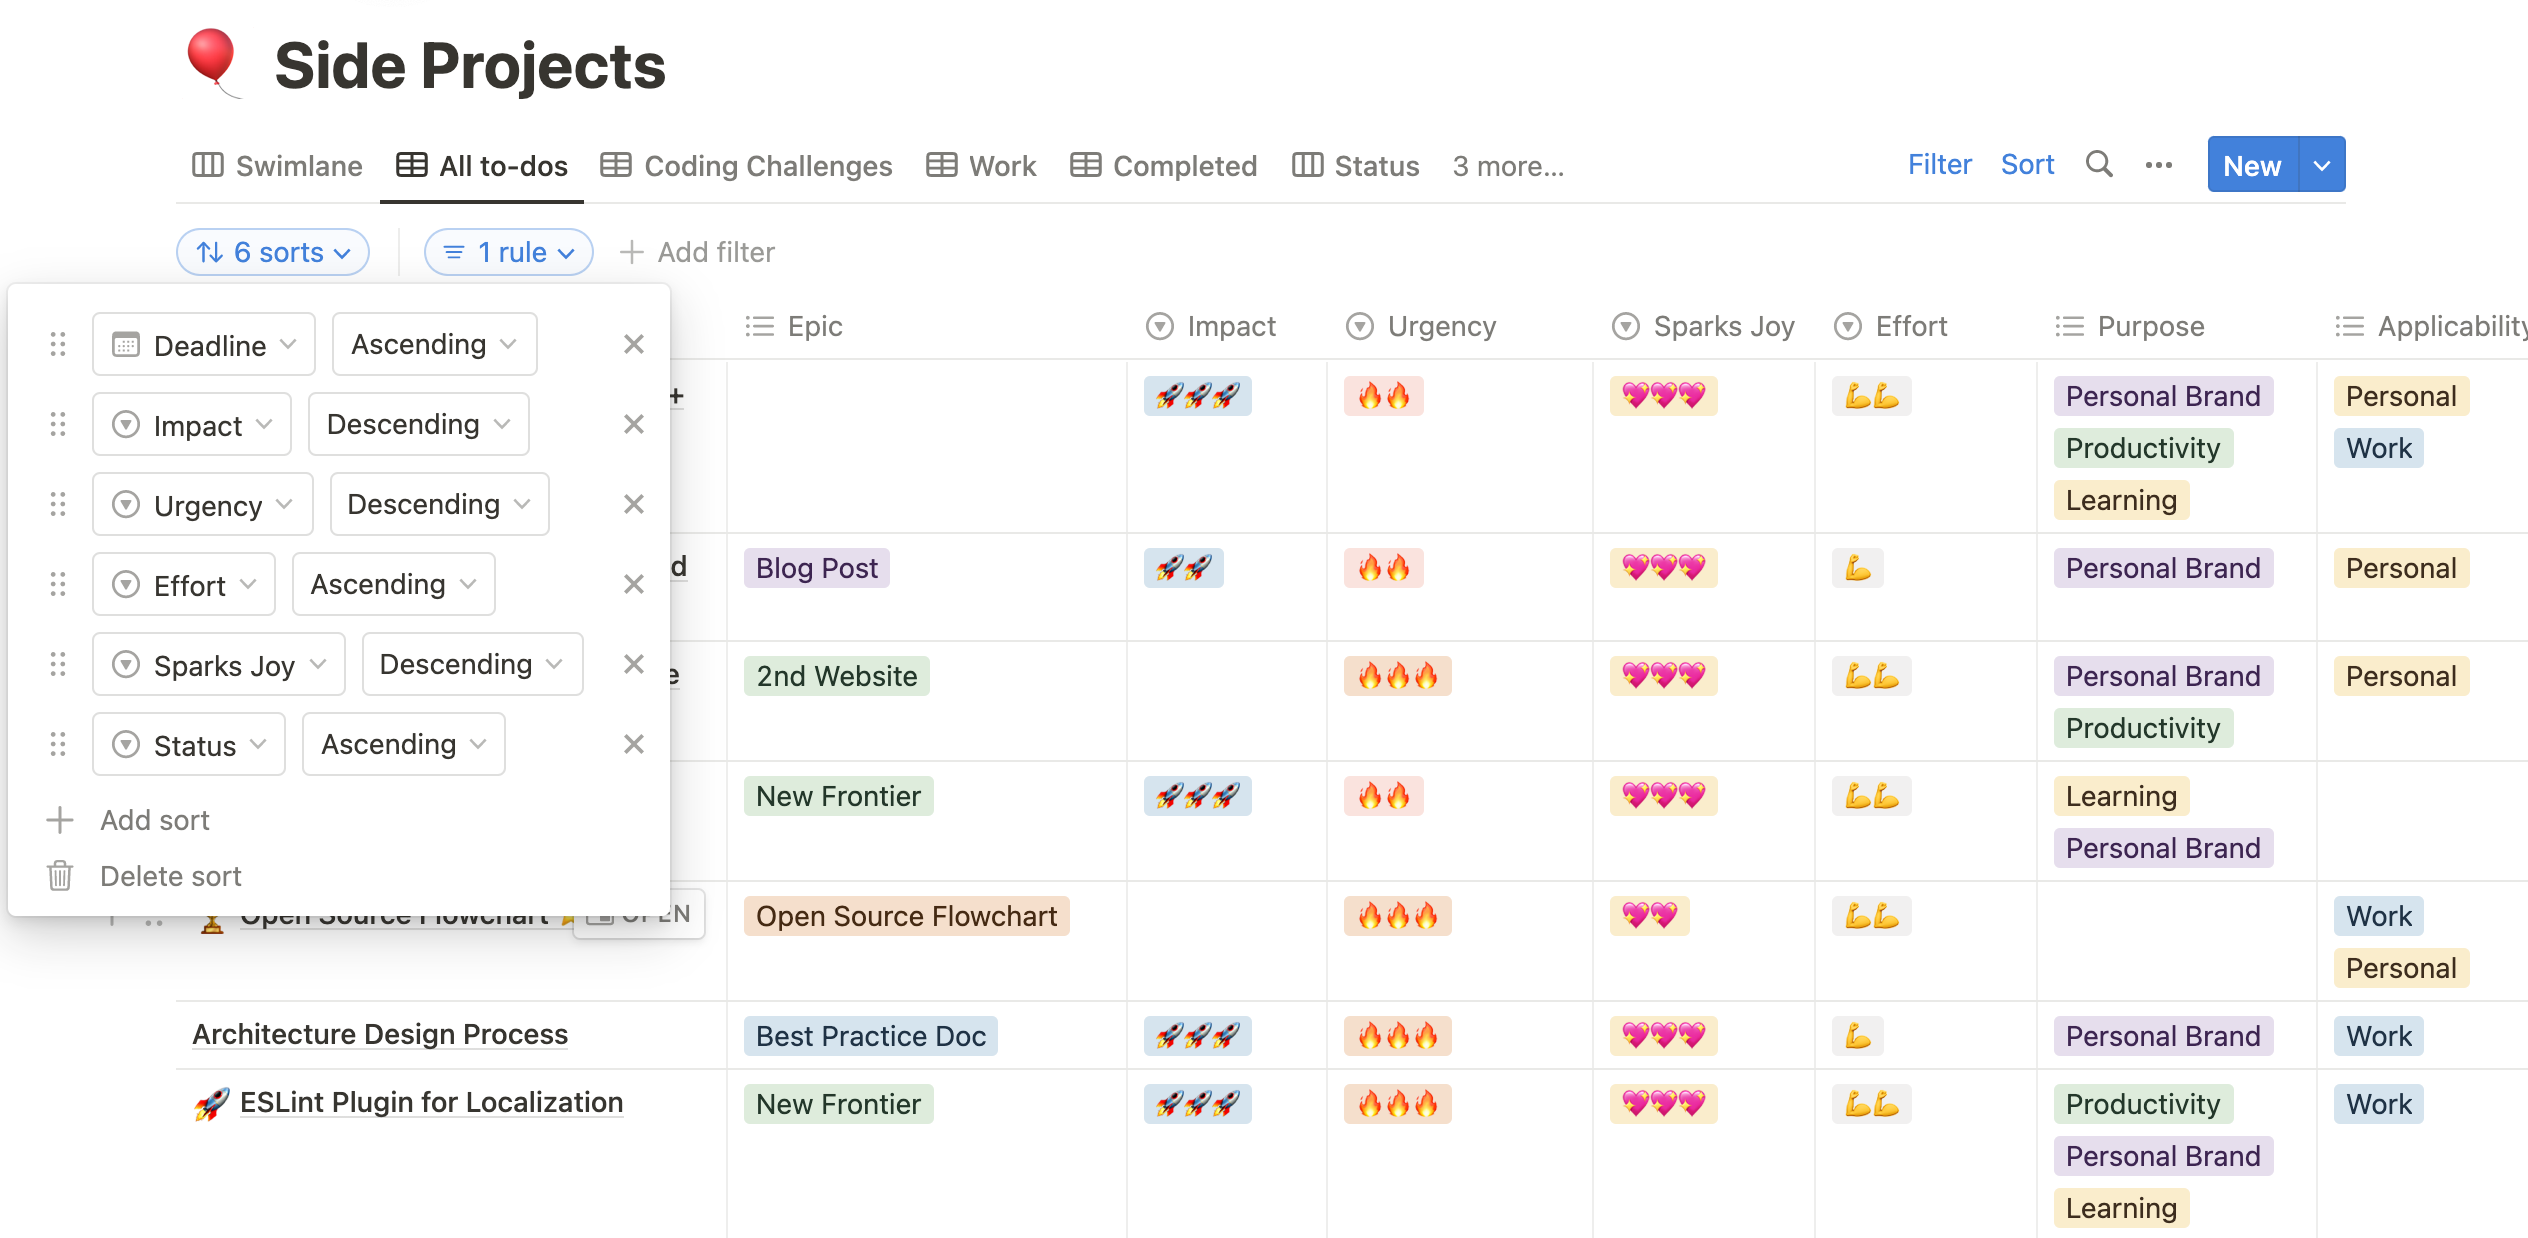 Side Projects
Swimlane All to-dos Coding Challenges Work Completed Status 3 more... Filter Sort New
6 sorts 1 rule Add filter
Epic Impact Urgency Sparks Joy Effort Purpose Applicability
Deadline Ascending
Impact Descending
Urgency Descending
Effort Ascending
Sparks Joy Descending
Status Ascending
Add sort
Delete sort
+ 🚀🚀🚀 🔥🔥 💖💖💖 💪💪 Personal Brand Personal
Productivity Work
Learning
d Blog Post 🚀🚀 🔥🔥 💖💖💖 💪 Personal Brand Personal
e 2nd Website 🔥🔥🔥 💖💖💖 💪💪 Personal Brand Personal
Productivity
New Frontier 🚀🚀🚀 🔥🔥 💖💖💖 💪💪 Learning
Personal Brand
Open Source Flowchart OPEN Open Source Flowchart 🔥🔥🔥 💖💖 💪💪 Work
Personal
Architecture Design Process Best Practice Doc 🚀🚀🚀 🔥🔥🔥 💖💖💖 💪 Personal Brand Work
🚀 ESLint Plugin for Localization New Frontier 🚀🚀🚀 🔥🔥🔥 💖💖💖 💪💪 Productivity Work
Personal Brand
Learning